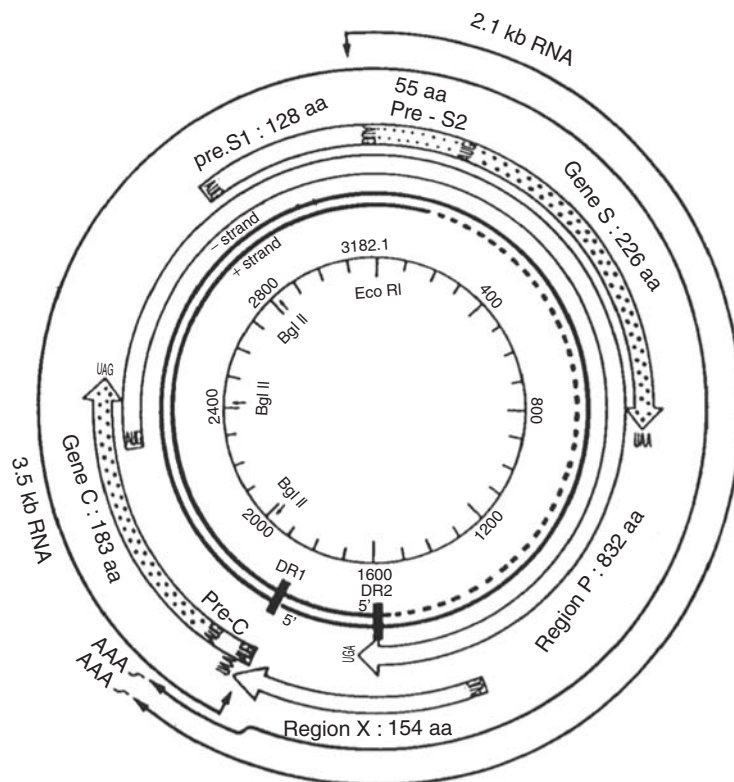 2.1 kb RNA
55 aa
Pre - S2
pre.S1 : 128 aa
Gene S : 226 aa
AUG
– strand
+ strand
3182.1
Eco RI
400
800
1200
1600
2000
2400
2800
Bgl II
Bgl II
Bgl II
UAG
UAA
AUG
Gene C : 183 aa
3.5 kb RNA
Region P : 832 aa
DR1
5'
DR2
5'
UGA
Pre-C
AAA
AAA
Region X : 154 aa